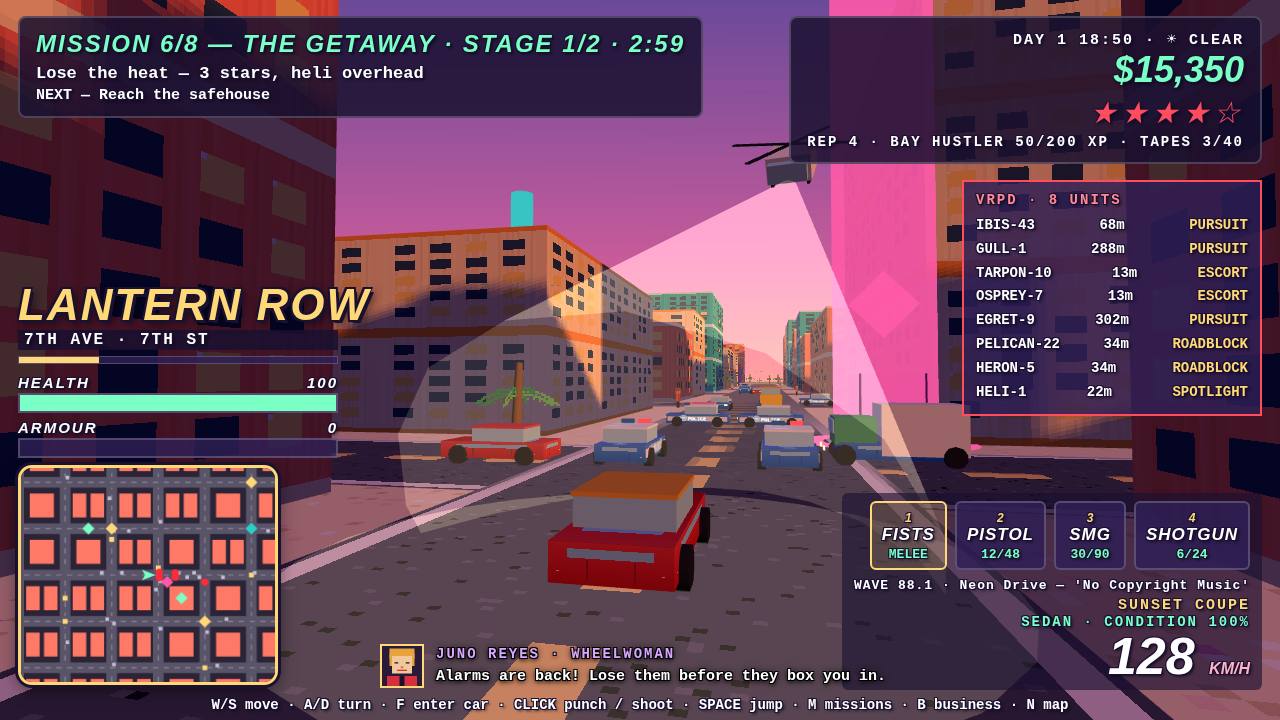 MISSION 6/8 — THE GETAWAY · STAGE 1/2 · 2:59
Lose the heat — 3 stars, heli overhead
NEXT — Reach the safehouse
DAY 1 18:50 · ☀ CLEAR
$15,350
★★★★☆
REP 4 · BAY HUSTLER 50/200 XP · TAPES 3/40
VRPD · 8 UNITS
IBIS-43 68m PURSUIT
GULL-1 288m PURSUIT
TARPON-10 13m ESCORT
OSPREY-7 13m ESCORT
EGRET-9 302m PURSUIT
PELICAN-22 34m ROADBLOCK
HERON-5 34m ROADBLOCK
HELI-1 22m SPOTLIGHT
LANTERN ROW
7TH AVE · 7TH ST
HEALTH 100
ARMOUR 0
POLICE
POLICE
1 2 3 4
FISTS PISTOL SMG SHOTGUN
MELEE 12/48 30/90 6/24
WAVE 88.1 · Neon Drive — 'No Copyright Music'
SUNSET COUPE
SEDAN · CONDITION 100%
128 KM/H
JUNO REYES · WHEELWOMAN
Alarms are back! Lose them before they box you in.
W/S move · A/D turn · F enter car · CLICK punch / shoot · SPACE jump · M missions · B business · N map